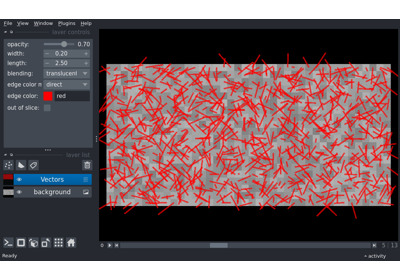 File View Window Plugins Help
layer controls
opacity: 0.70
width: 0.20
length: 2.50
blending: translucent
edge color m direct
edge color: red
out of slice:
layer list
Vectors
background
0 5 13
Ready
activity